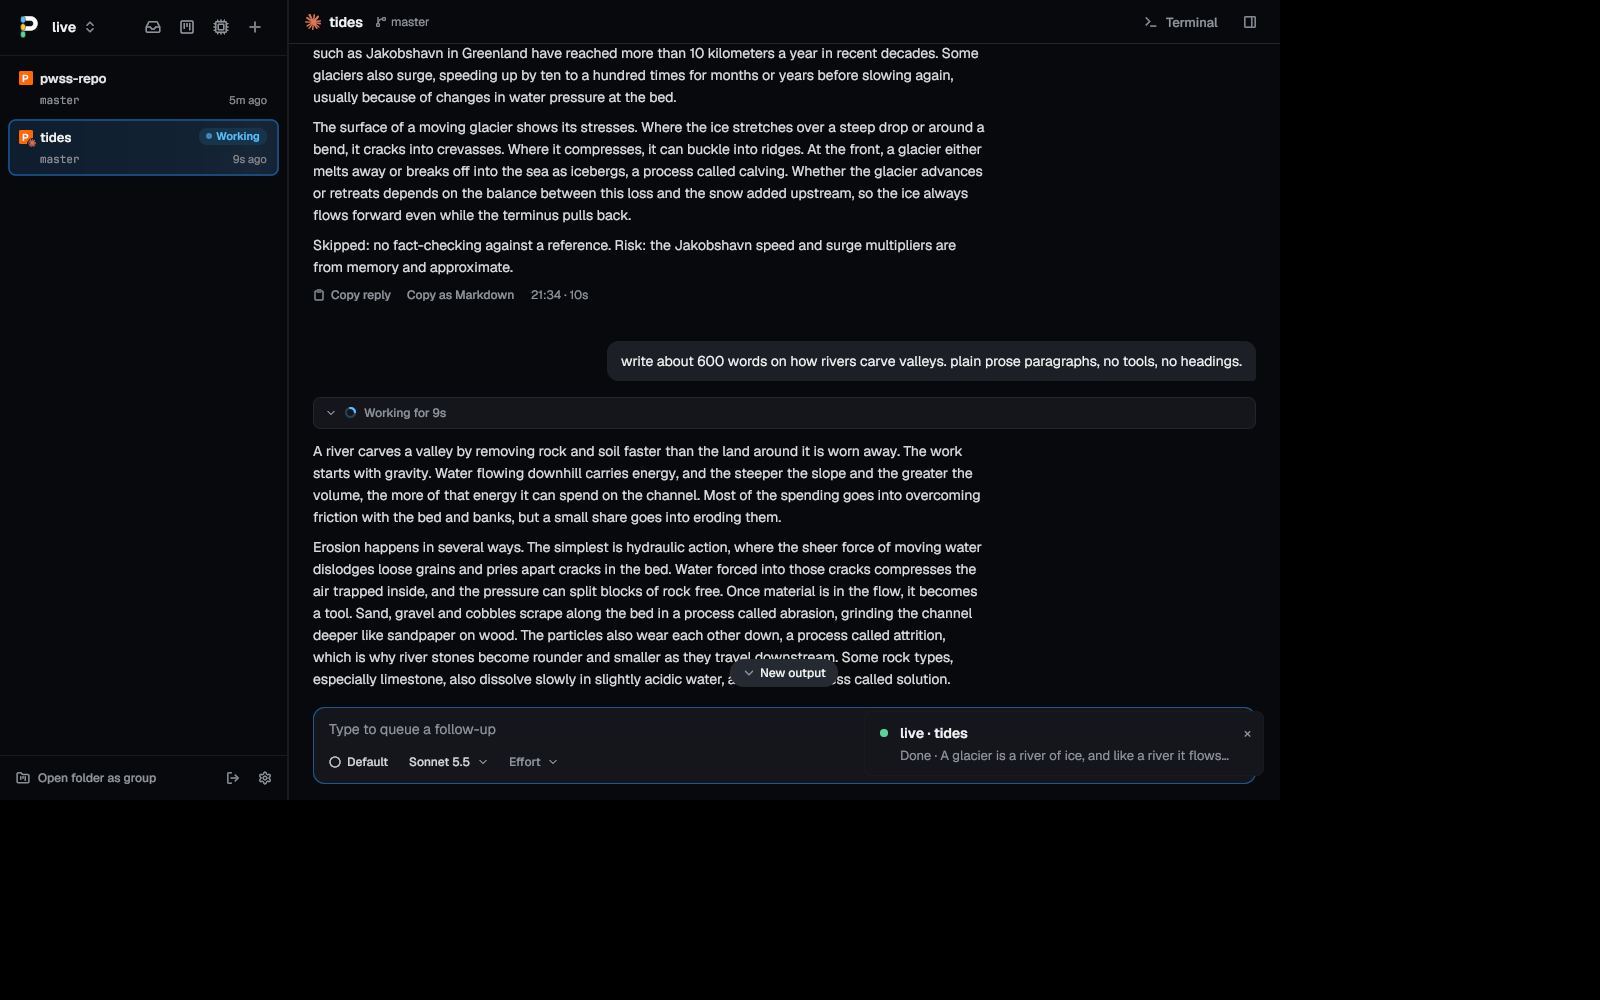 live
pwss-repo
master
5m ago
tides
Working
master
9s ago
Open folder as group
tides
master
Terminal
such as Jakobshavn in Greenland have reached more than 10 kilometers a year in recent decades. Some
glaciers also surge, speeding up by ten to a hundred times for months or years before slowing again,
usually because of changes in water pressure at the bed.
The surface of a moving glacier shows its stresses. Where the ice stretches over a steep drop or around a
bend, it cracks into crevasses. Where it compresses, it can buckle into ridges. At the front, a glacier either
melts away or breaks off into the sea as icebergs, a process called calving. Whether the glacier advances
or retreats depends on the balance between this loss and the snow added upstream, so the ice always
flows forward even while the terminus pulls back.
Skipped: no fact-checking against a reference. Risk: the Jakobshavn speed and surge multipliers are
from memory and approximate.
Copy reply
Copy as Markdown
21:34 · 10s
write about 600 words on how rivers carve valleys. plain prose paragraphs, no tools, no headings.
Working for 9s
A river carves a valley by removing rock and soil faster than the land around it is worn away. The work
starts with gravity. Water flowing downhill carries energy, and the steeper the slope and the greater the
volume, the more of that energy it can spend on the channel. Most of the spending goes into overcoming
friction with the bed and banks, but a small share goes into eroding them.
Erosion happens in several ways. The simplest is hydraulic action, where the sheer force of moving water
dislodges loose grains and pries apart cracks in the bed. Water forced into those cracks compresses the
air trapped inside, and the pressure can split blocks of rock free. Once material is in the flow, it becomes
a tool. Sand, gravel and cobbles scrape along the bed in a process called abrasion, grinding the channel
deeper like sandpaper on wood. The particles also wear each other down, a process called attrition,
which is why river stones become rounder and smaller as they travel downstream. Some rock types,
especially limestone, also dissolve slowly in slightly acidic water, called solution.
New output
Type to queue a follow-up
Default
Sonnet 5.5
Effort
live · tides
Done · A glacier is a river of ice, and like a river it flows...